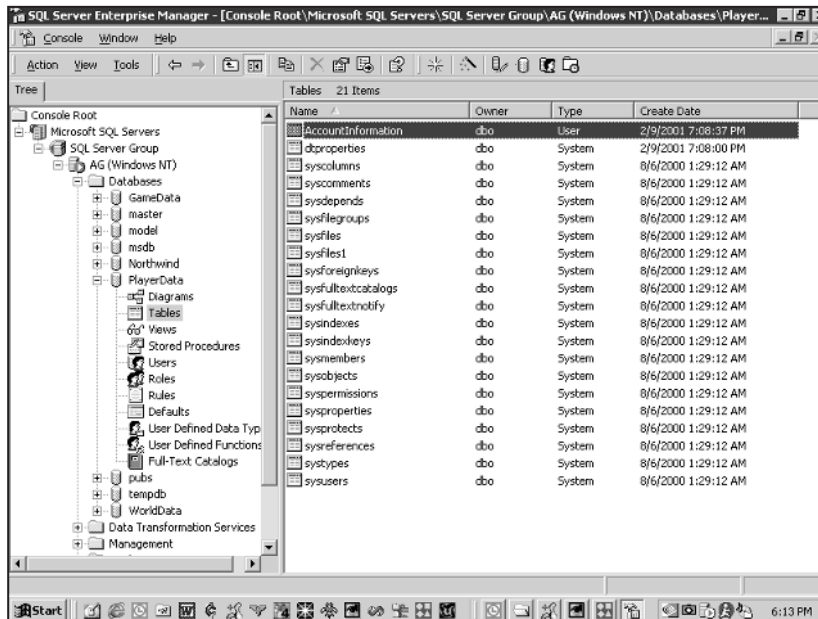 SQL Server Enterprise Manager - [Console Root\Microsoft SQL Servers\SQL Server Group\AG (Windows NT)\Databases\Player...
Console Window Help
Action View Tools
Tree
Tables 21 Items
Console Root
Microsoft SQL Servers
SQL Server Group
AG (Windows NT)
Databases
GameData
master
model
msdb
Northwind
PlayerData
Diagrams
Tables
Views
Stored Procedures
Users
Roles
Rules
Defaults
User Defined Data Typ
User Defined Functions
Full-Text Catalogs
pubs
tempdb
WorldData
Data Transformation Services
Management
Name Owner Type Create Date
AccountInformation dbo User 2/9/2001 7:08:37 PM
dtproperties dbo System 2/9/2001 7:08:00 PM
syscolumns dbo System 8/6/2000 1:29:12 AM
syscomments dbo System 8/6/2000 1:29:12 AM
sysdepends dbo System 8/6/2000 1:29:12 AM
sysfilegroups dbo System 8/6/2000 1:29:12 AM
sysfiles dbo System 8/6/2000 1:29:12 AM
sysfiles1 dbo System 8/6/2000 1:29:12 AM
sysforeignkeys dbo System 8/6/2000 1:29:12 AM
sysfulltextcatalogs dbo System 8/6/2000 1:29:12 AM
sysfulltextnotify dbo System 8/6/2000 1:29:12 AM
sysindexes dbo System 8/6/2000 1:29:12 AM
sysindexkeys dbo System 8/6/2000 1:29:12 AM
sysmembers dbo System 8/6/2000 1:29:12 AM
sysobjects dbo System 8/6/2000 1:29:12 AM
syspermissions dbo System 8/6/2000 1:29:12 AM
sysproperties dbo System 8/6/2000 1:29:12 AM
sysprotects dbo System 8/6/2000 1:29:12 AM
sysreferences dbo System 8/6/2000 1:29:12 AM
systypes dbo System 8/6/2000 1:29:12 AM
sysusers dbo System 8/6/2000 1:29:12 AM
Start
6:13 PM